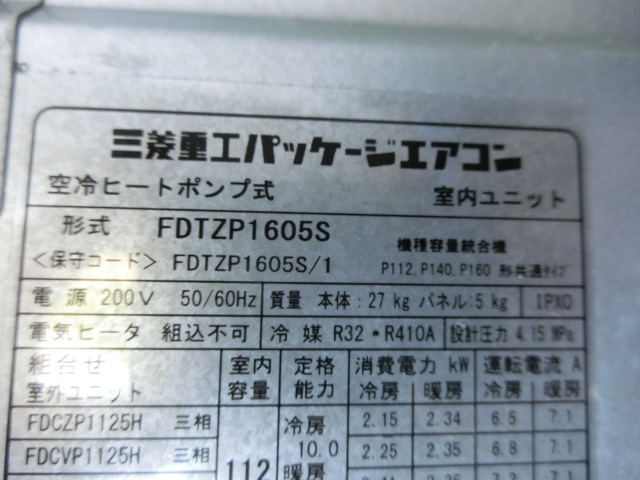 三菱重工パッケージエアコン
空冷ヒートポンプ式 室内ユニット
形式 FDTZP1605S 機種容量統合機
<保守コード> FDTZP1605S/1 P112, P140, P160 形共通タイプ
電源 200V 50/60Hz 質量 本体:27kg パネル:5kg IPX0
電気ヒータ 組込不可 冷媒 R32・R410A 設計圧力 4.15 MPa
組合せ 室内 定格 消費電力 kW 運転電流 A
室外ユニット 容量 能力 冷房 暖房 冷房 暖房
FDCZP1125H 三相 冷房 2.15 2.34 6.5 7.1
FDCVP1125H 三相 112 10.0 2.25 2.35 6.8 7.1
暖房